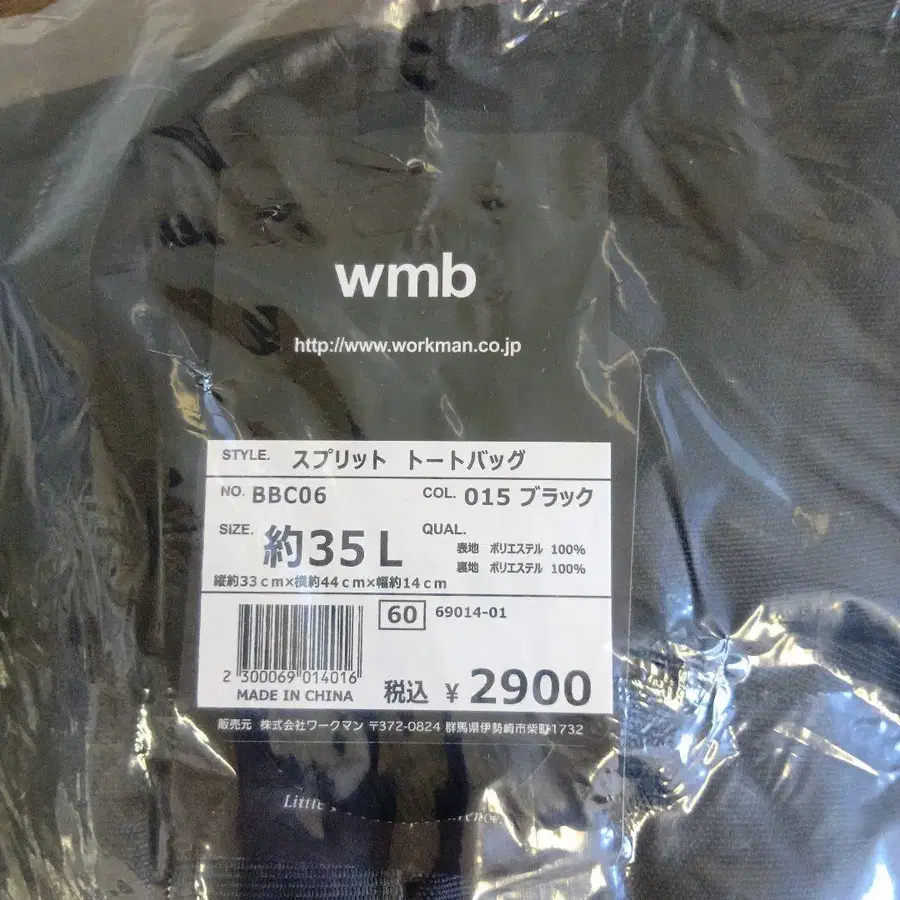 wmb
http://www.workman.co.jp
STYLE. スプリット トートバッグ
NO. BBC06 COL. 015 ブラック
SIZE. 約35L QUAL. 表地 ポリエステル 100%
裏地 ポリエステル 100%
縦約33cm×横約44cm×幅約14cm
60 69014-01
2 300069 014016
MADE IN CHINA 税込 ¥2900
販売元 株式会社ワークマン 〒372-0824 群馬県伊勢崎市柴町1732
Little